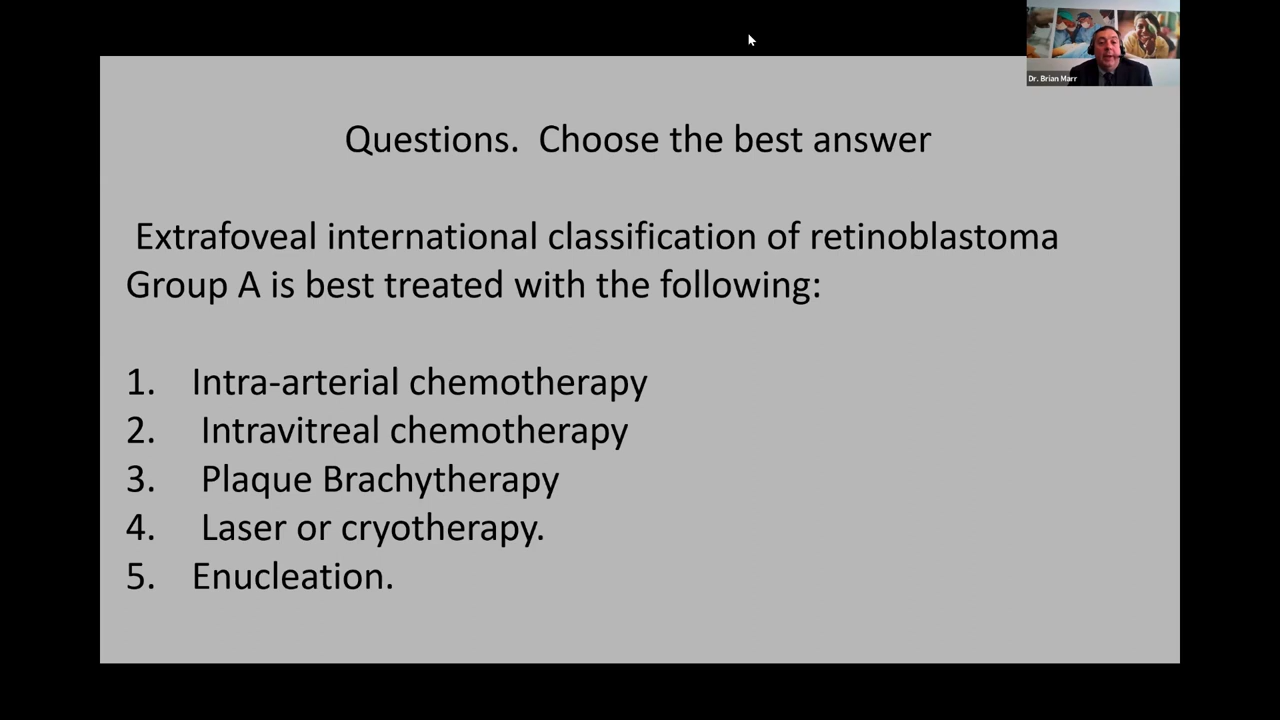 Dr. Brian Marr
Questions.  Choose the best answer
Extrafoveal international classification of retinoblastoma
Group A is best treated with the following:
1. Intra-arterial chemotherapy
2. Intravitreal chemotherapy
3. Plaque Brachytherapy
4. Laser or cryotherapy.
5. Enucleation.